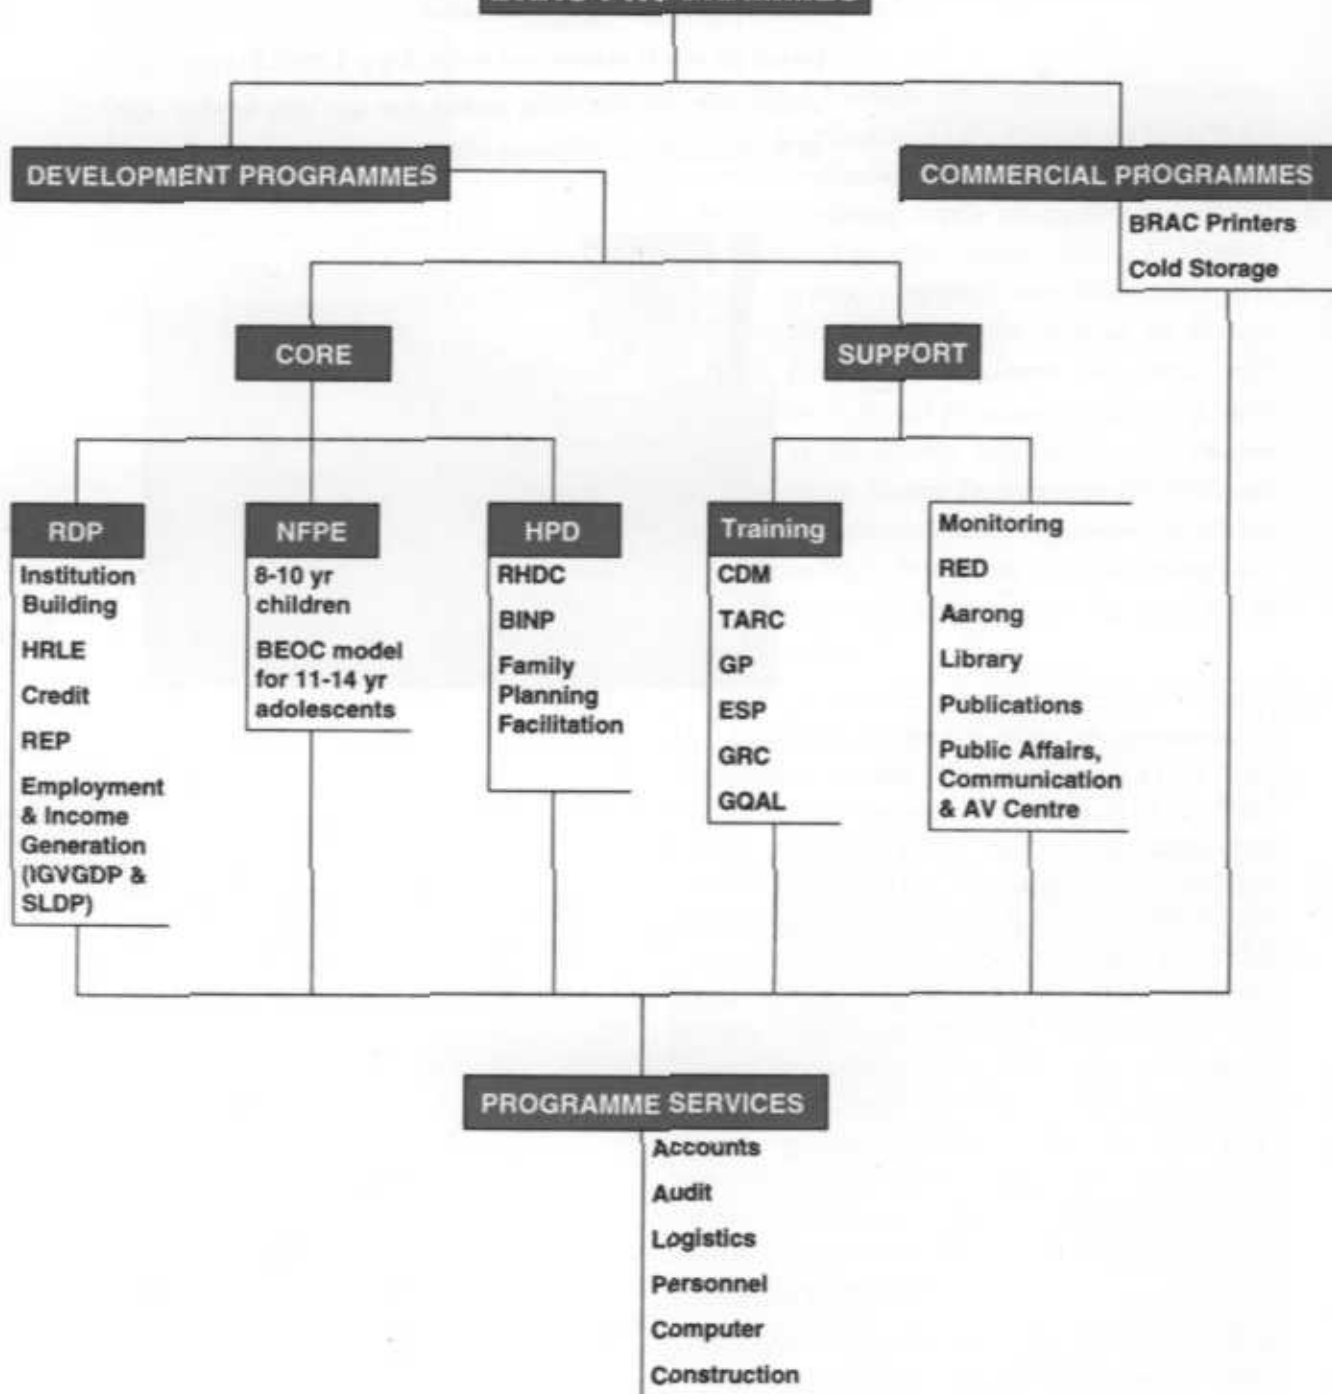 BRAC PROGRAMMES
DEVELOPMENT PROGRAMMES
COMMERCIAL PROGRAMMES
BRAC Printers
Cold Storage
CORE
SUPPORT
RDP
Institution
Building
HRLE
Credit
REP
Employment
& Income
Generation
(IGVGDP &
SLDP)
NFPE
8-10 yr
children
BEOC model
for 11-14 yr
adolescents
HPD
RHDC
BINP
Family
Planning
Facilitation
Training
CDM
TARC
GP
ESP
GRC
GQAL
Monitoring
RED
Aarong
Library
Publications
Public Affairs,
Communication
& AV Centre
PROGRAMME SERVICES
Accounts
Audit
Logistics
Personnel
Computer
Construction